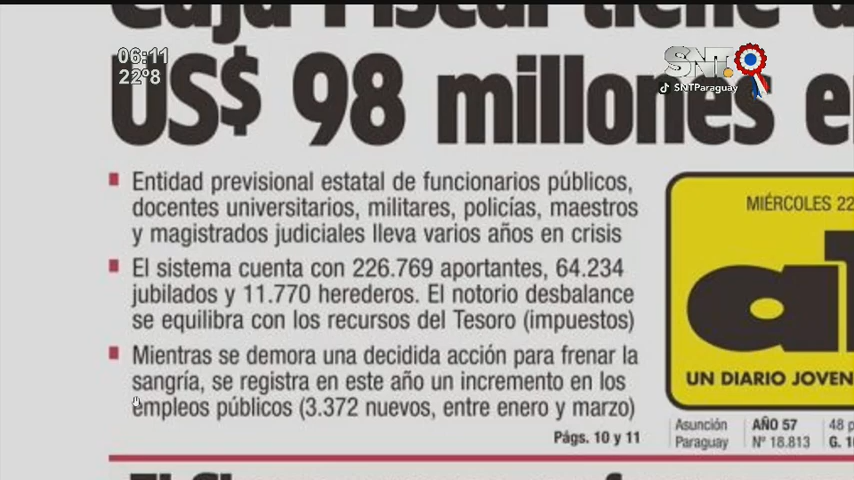 Caja Fiscal tiene
06:11
22°8
US$ 98 millones
SNT
SNTParaguay
Entidad previsional estatal de funcionarios públicos,
docentes universitarios, militares, policías, maestros
y magistrados judiciales lleva varios años en crisis
MIÉRCOLES 22
El sistema cuenta con 226.769 aportantes, 64.234
jubilados y 11.770 herederos. El notorio desbalance
se equilibra con los recursos del Tesoro (impuestos)
Mientras se demora una decidida acción para frenar la
sangría, se registra en este año un incremento en los
empleos públicos (3.372 nuevos, entre enero y marzo)
Págs. 10 y 11
UN DIARIO JOVEN
Asunción
Paraguay
AÑO 57
Nº 18.813
48
G.